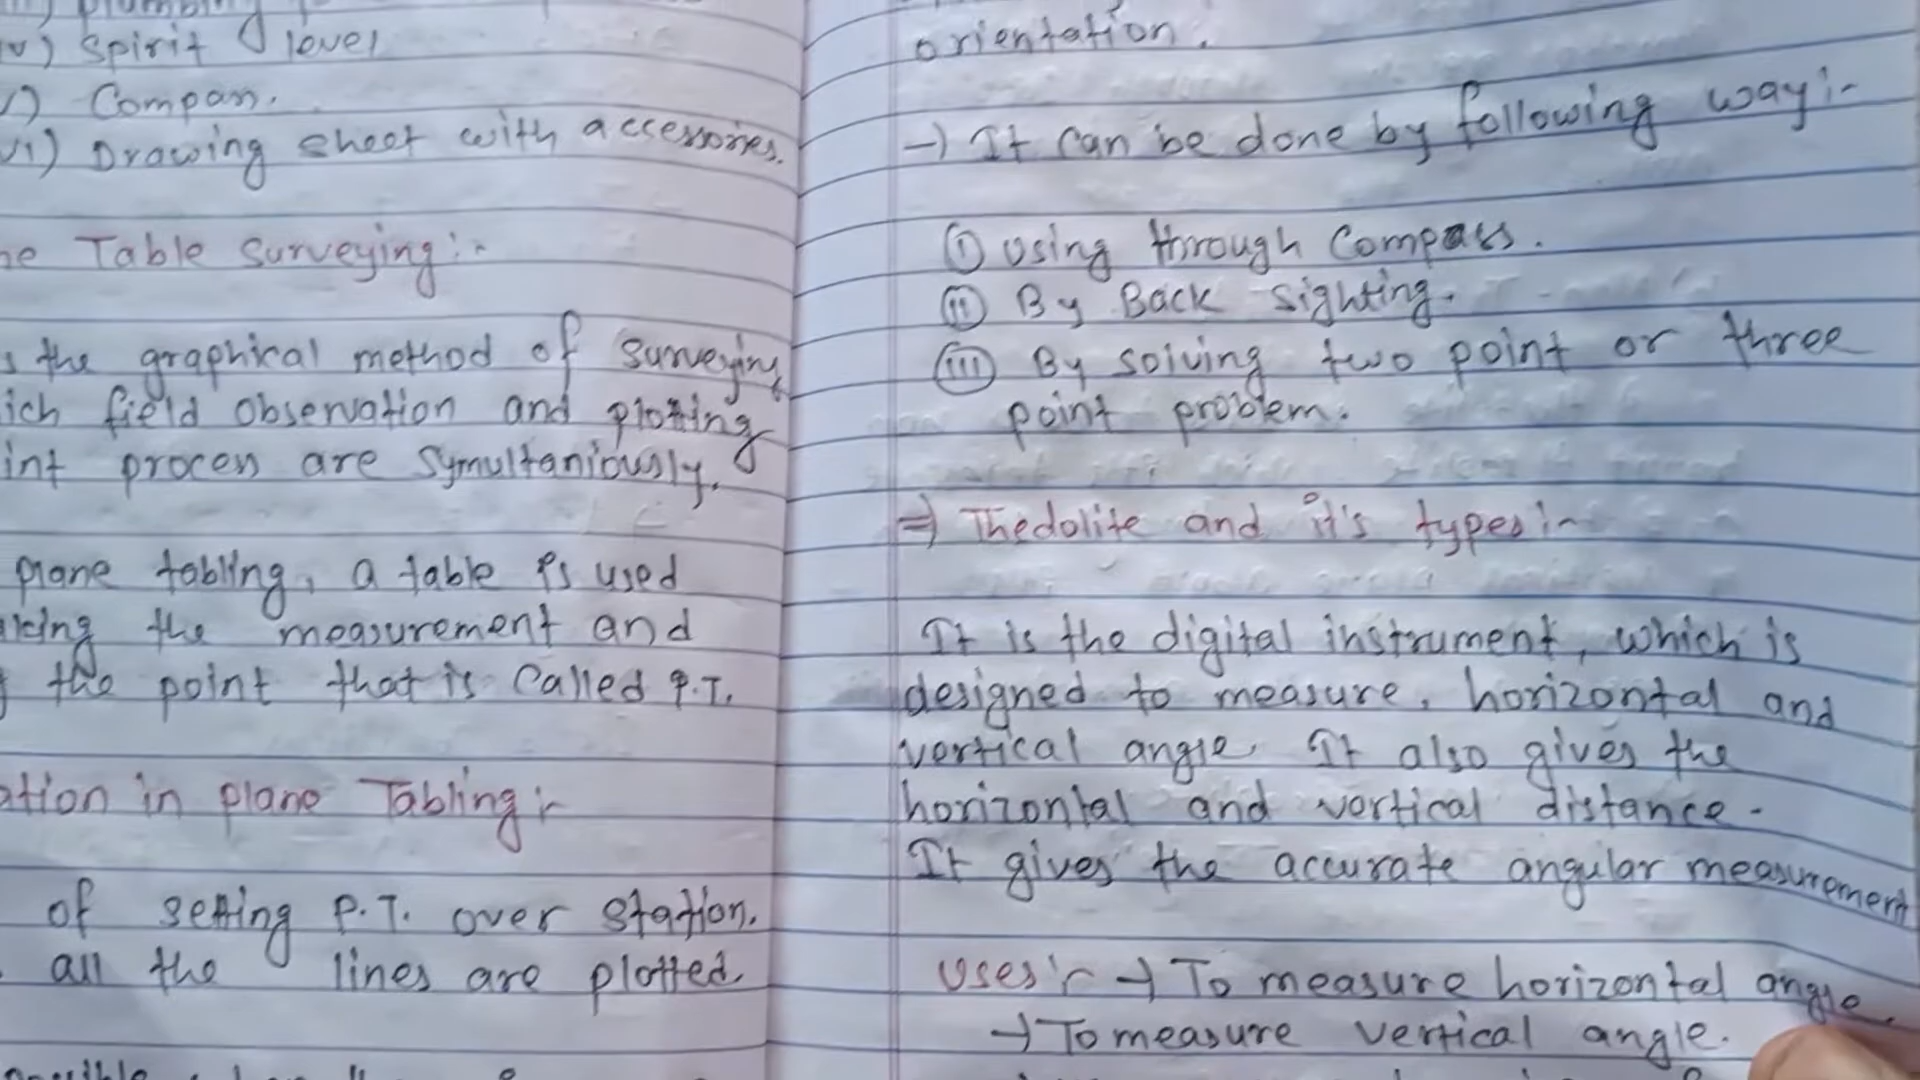 v) Spirit level
v) Compass.
vi) Drawing sheet with accessories.
ne Table Surveying:-
s the graphical method of Surveying
ich field observation and plotting
int process are Symultaniously.
plane tabling, a table is used
aking the measurement and
g the point that is Called P.T.
ation in plane Tabling:-
of setting P.T. over station.
all the lines are plotted.
orientation.
→ It can be done by following way:-
(i) Using through Compass.
(ii) By Back sighting.
(iii) By solving two point or three
point problem.
⇒ Thedolite and it's types:-
It is the digital instrument, which is
designed to measure, horizontal and
vertical angle. It also gives the
horizontal and vertical distance.
It gives the accurate angular measurement
Uses:- → To measure horizontal angle.
→ To measure vertical angle.